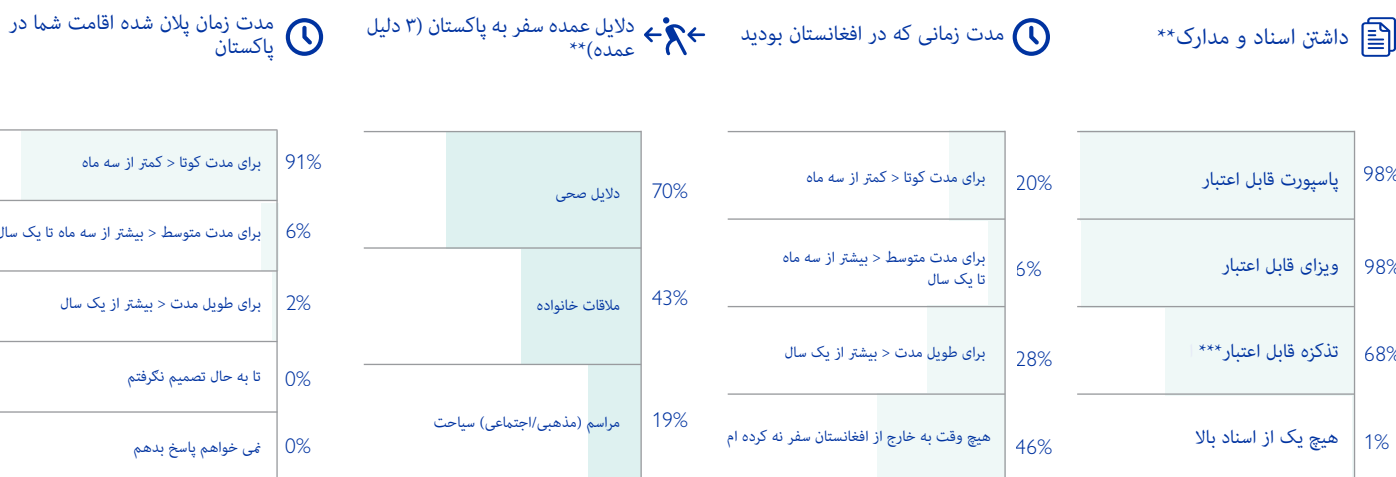 داشتن اسناد و مدارک**
98%
پاسپورت قابل اعتبار
98%
ویزای قابل اعتبار
68%
تذکزه قابل اعتبار***
1%
هیچ یک از اسناد بالا
مدت زمانی که در افغانستان بودید
20%
برای مدت کوتا < کمتر از سه ماه
6%
برای مدت متوسط < بیشتر از سه ماه
تا یک سال
28%
برای طویل مدت < بیشتر از یک سال
46%
هیچ وقت به خارج از افغانستان سفر نه کرده ام
دلایل عمده سفر به پاکستان (۳ دلیل
عمده)**
70%
دلایل صحی
43%
ملاقات خانواده
19%
مراسم (مذهبی/اجتماعی) سیاحت
مدت زمان پلان شده اقامت شما در
پاکستان
91%
برای مدت کوتا < کمتر از سه ماه
6%
برای مدت متوسط < بیشتر از سه ماه تا یک سال
2%
برای طویل مدت < بیشتر از یک سال
0%
تا به حال تصمیم نگرفتم
0%
نمی خواهم پاسخ بدهم